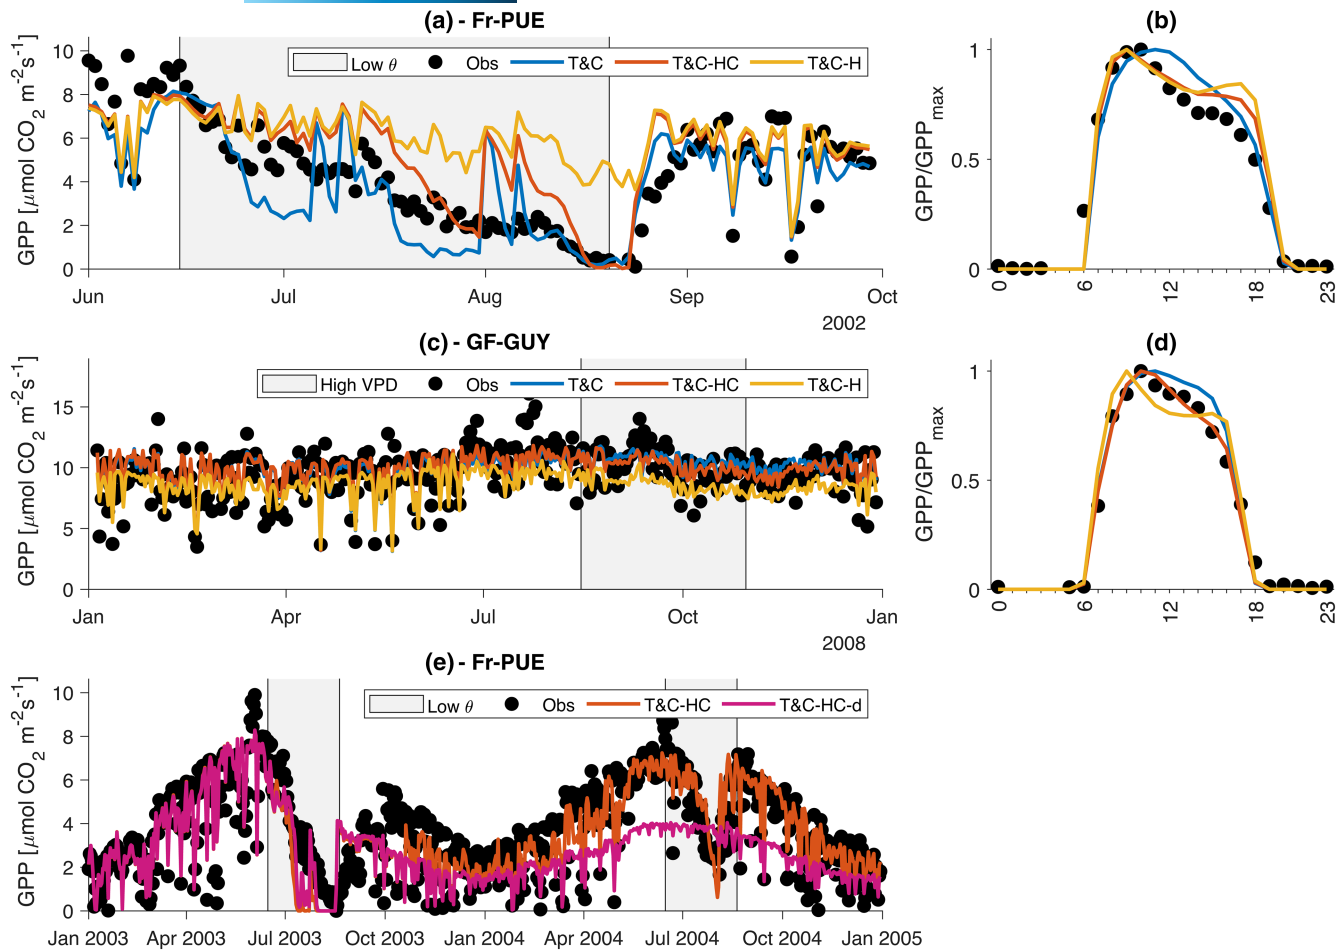 (a) - Fr-PUE
GPP [μmol CO2 m-2s-1]
10
8
6
4
2
0
Low θ
Obs
T&C
T&C-HC
T&C-H
Jun
Jul
Aug
Sep
Oct
2002
(b)
GPP/GPPmax
1
0.5
0
0
6
12
18
23
(c) - GF-GUY
GPP [μmol CO2 m-2s-1]
15
10
5
0
High VPD
Obs
T&C
T&C-HC
T&C-H
Jan
Apr
Jul
Oct
Jan
2008
(d)
GPP/GPPmax
1
0.5
0
0
6
12
18
23
(e) - Fr-PUE
GPP [μmol CO2 m-2s-1]
10
8
6
4
2
0
Low θ
Obs
T&C-HC
T&C-HC-d
Jan 2003
Apr 2003
Jul 2003
Oct 2003
Jan 2004
Apr 2004
Jul 2004
Oct 2004
Jan 2005